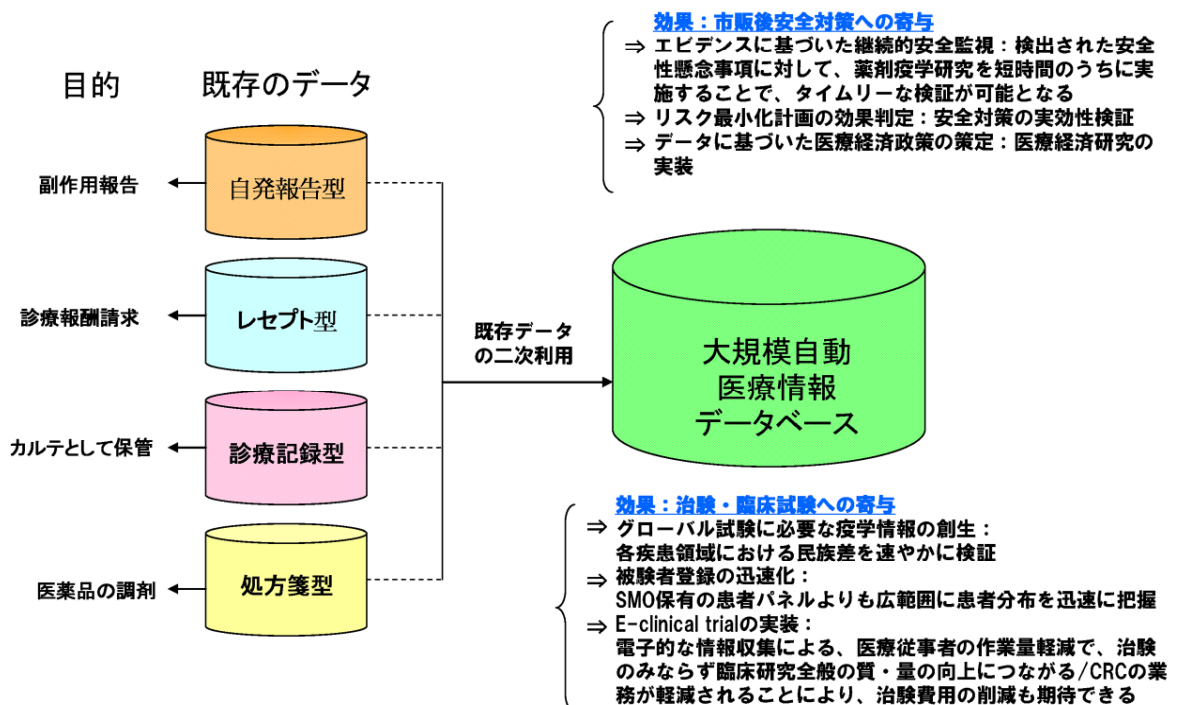 効果：市販後安全対策への寄与
⇒ エビデンスに基づいた継続的安全監視：検出された安全
性懸念事項に対して、薬剤疫学研究を短時間のうちに実
施することで、タイムリーな検証が可能となる
⇒ リスク最小化計画の効果判定：安全対策の実効性検証
⇒ データに基づいた医療経済政策の策定：医療経済研究の
実装
目的
既存のデータ
副作用報告
自発報告型
診療報酬請求
レセプト型
カルテとして保管
診療記録型
医薬品の調剤
処方箋型
既存データ
の二次利用
大規模自動
医療情報
データベース
効果：治験・臨床試験への寄与
⇒ グローバル試験に必要な疫学情報の創生：
各疾患領域における民族差を速やかに検証
⇒ 被験者登録の迅速化：
SMO保有の患者パネルよりも広範囲に患者分布を迅速に把握
⇒ E-clinical trialの実装：
電子的な情報収集による、医療従事者の作業量軽減で、治験
のみならず臨床研究全般の質・量の向上につながる/CRCの業
務が軽減されることにより、治験費用の削減も期待できる